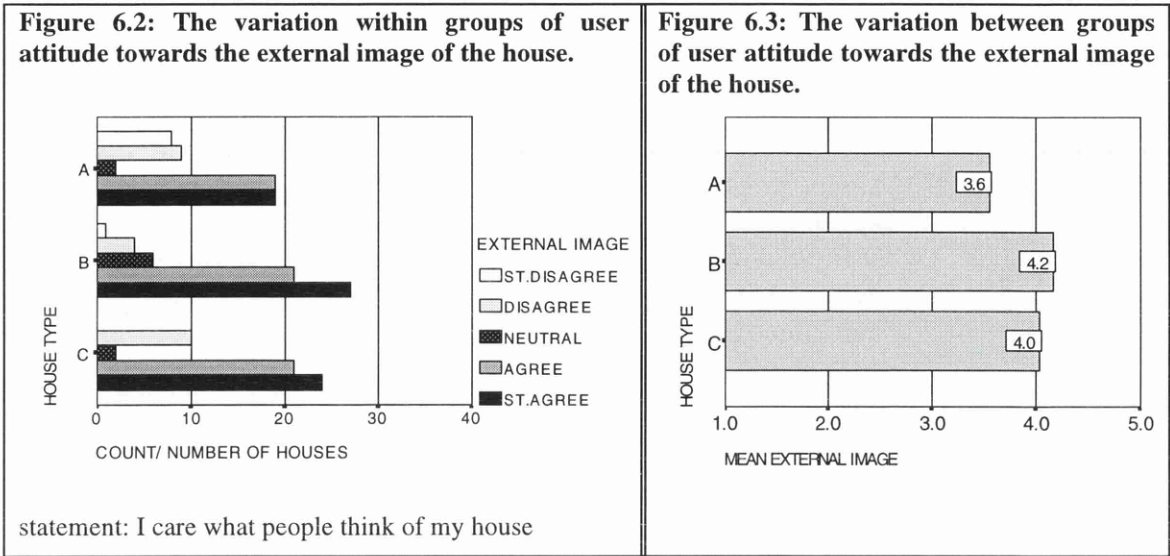 Figure 6.2: The variation within groups of user
attitude towards the external image of the house.
A
B
C
HOUSE TYPE
0 10 20 30 40
COUNT/ NUMBER OF HOUSES
EXTERNAL IMAGE
ST.DISAGREE
DISAGREE
NEUTRAL
AGREE
ST.AGREE
statement: I care what people think of my house
Figure 6.3: The variation between groups
of user attitude towards the external image
of the house.
A
3.6
B
4.2
C
4.0
HOUSE TYPE
1.0 2.0 3.0 4.0 5.0
MEAN EXTERNAL IMAGE